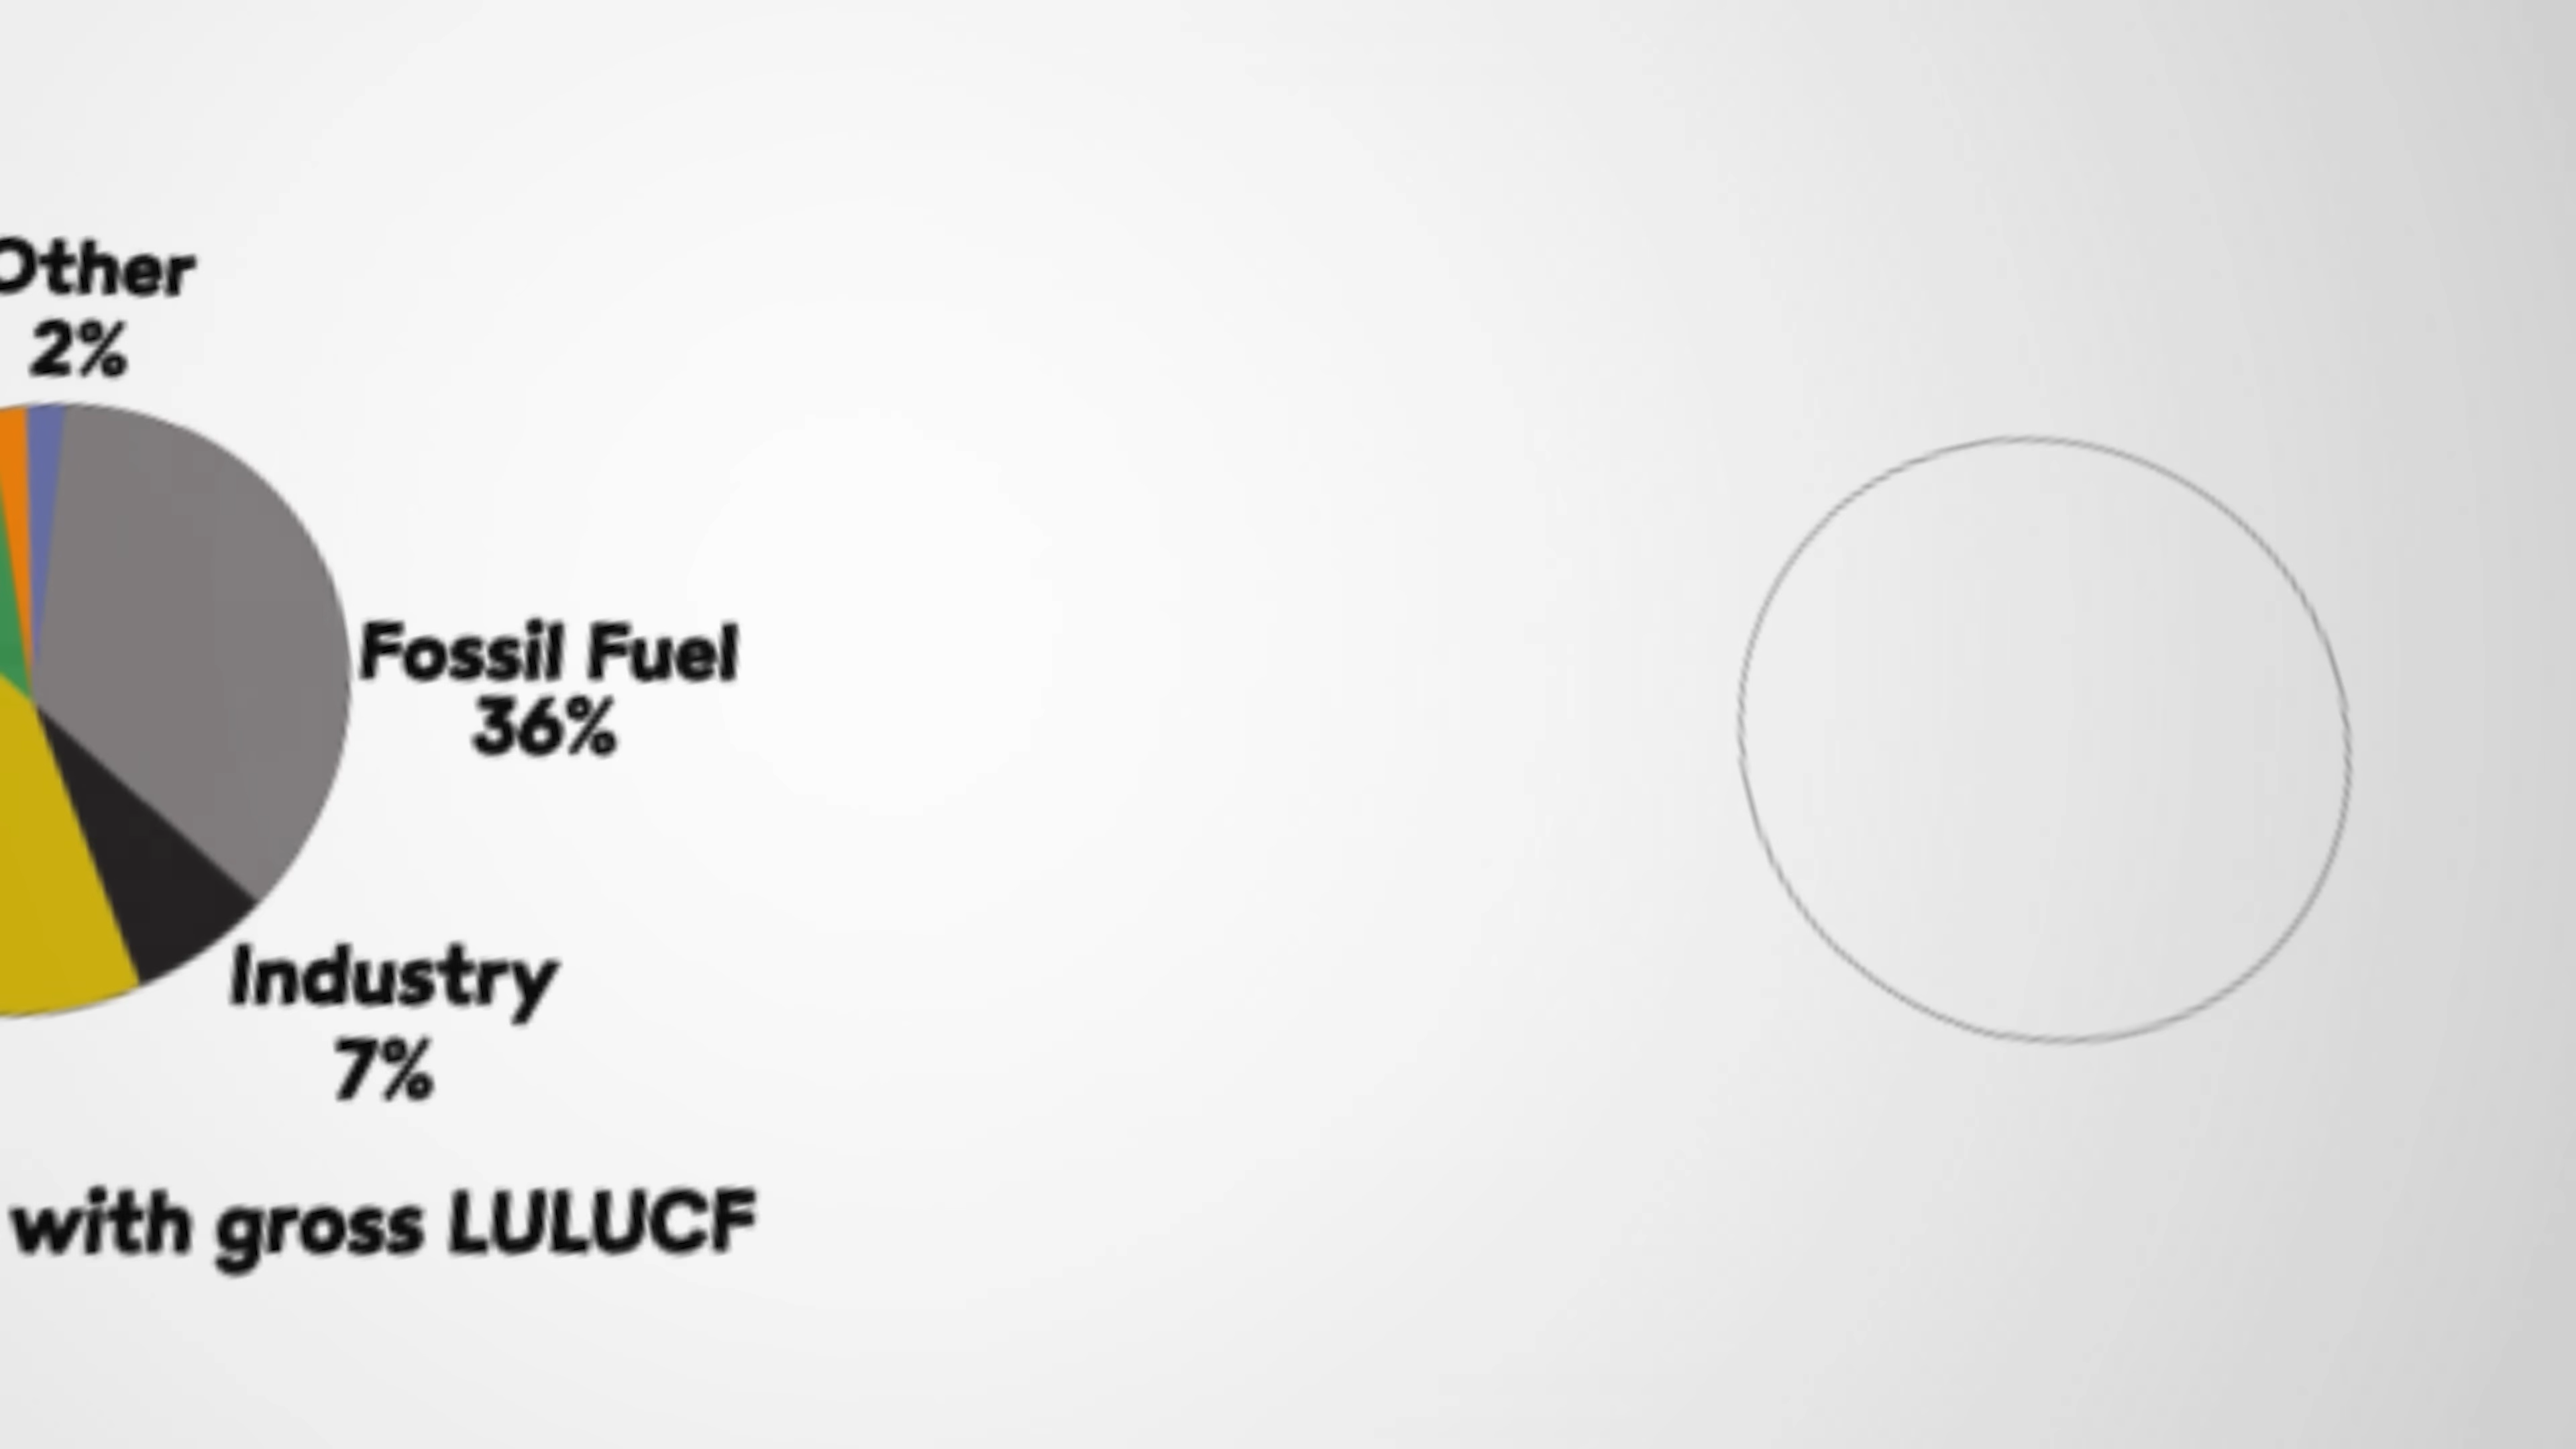 Other
2%
Fossil Fuel
36%
Industry
7%
with gross LULUCF